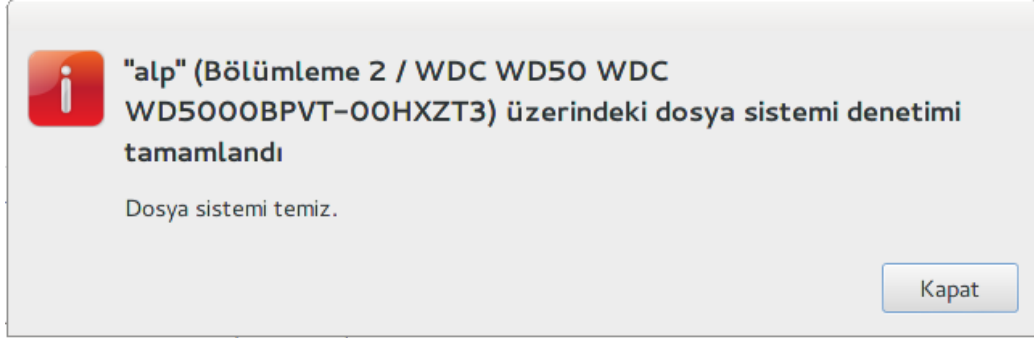 "alp" (Bölümleme 2 / WDC WD50 WDC
WD5000BPVT-00HXZT3) üzerindeki dosya sistemi denetimi
tamamlandı
Dosya sistemi temiz.
Kapat